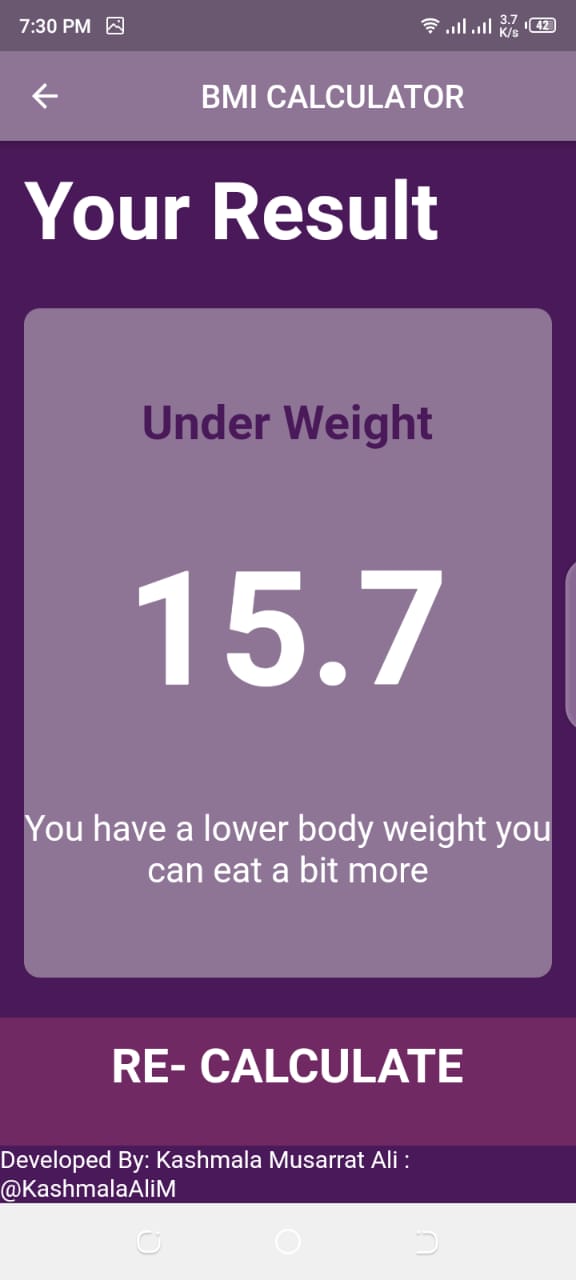 7:30 PM
3.7
K/s
42
BMI CALCULATOR
Your Result
Under Weight
15.7
You have a lower body weight you
can eat a bit more
RE- CALCULATE
Developed By: Kashmala Musarrat Ali :
@KashmalaAliM